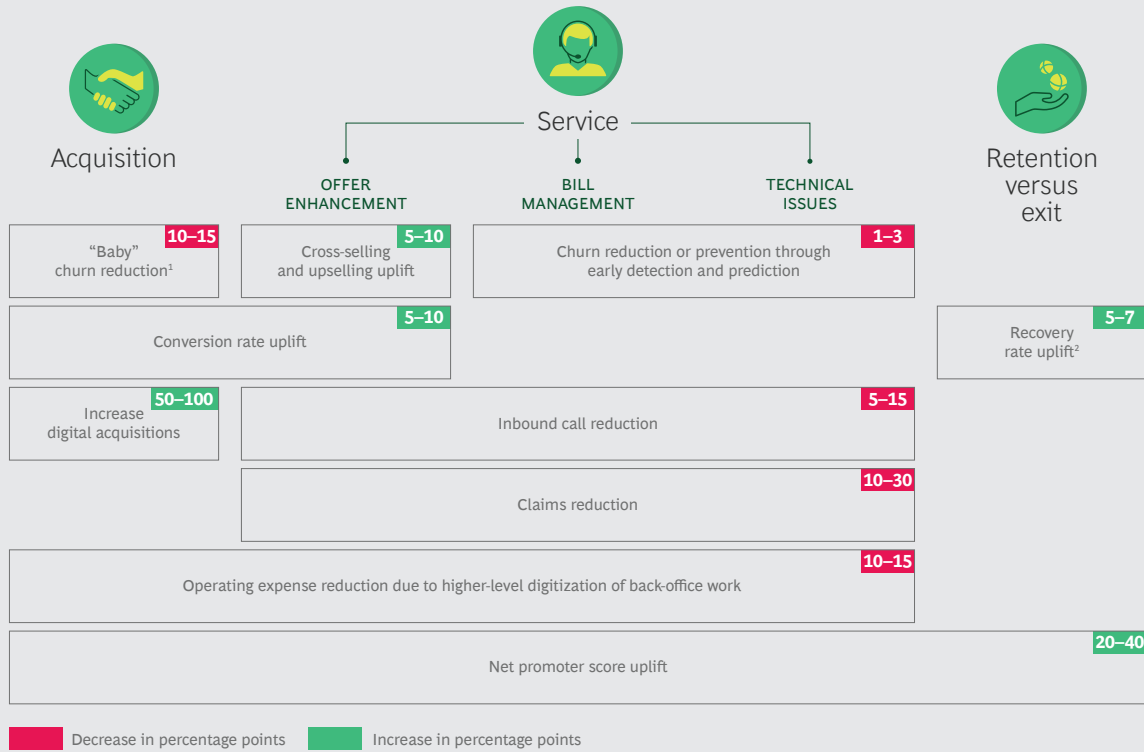 Acquisition
Service
Retention
versus
exit
OFFER
ENHANCEMENT
BILL
MANAGEMENT
TECHNICAL
ISSUES
10–15
“Baby”
churn reduction¹
5–10
Cross-selling
and upselling uplift
1–3
Churn reduction or prevention through
early detection and prediction
5–10
Conversion rate uplift
5–7
Recovery
rate uplift²
50–100
Increase
digital acquisitions
5–15
Inbound call reduction
10–30
Claims reduction
10–15
Operating expense reduction due to higher-level digitization of back-office work
20–40
Net promoter score uplift
Decrease in percentage points
Increase in percentage points